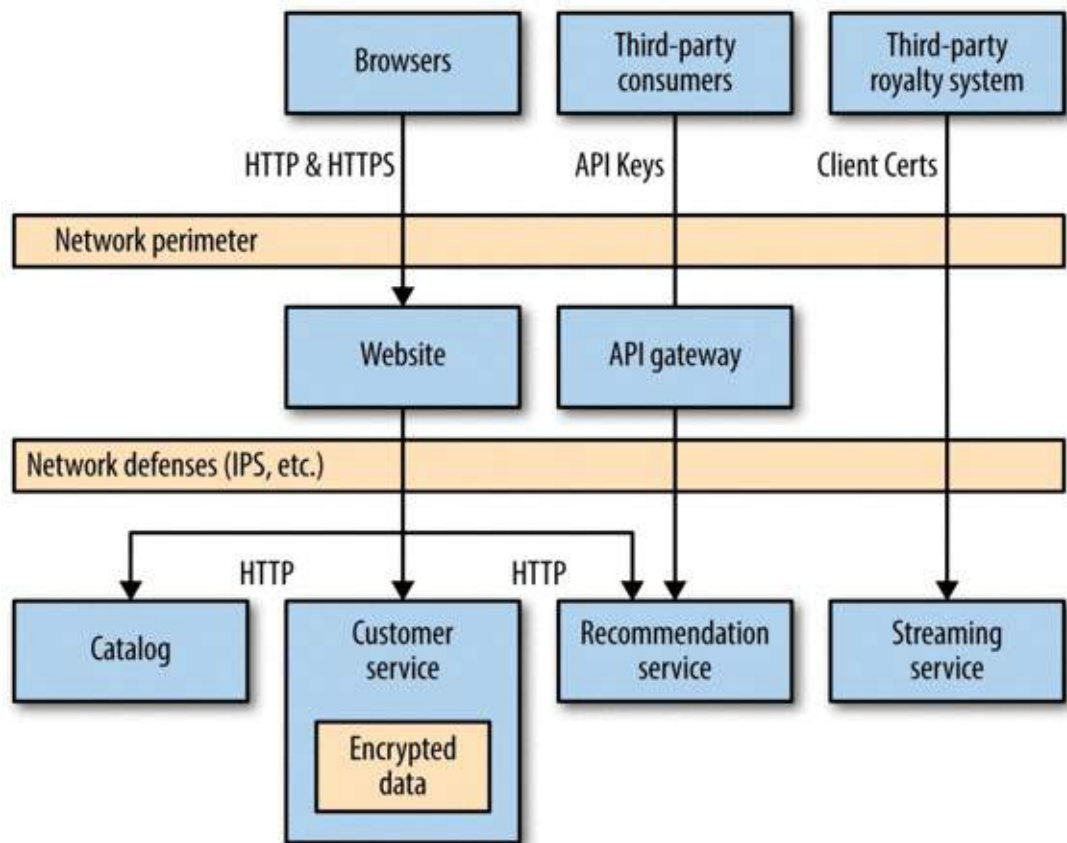 Browsers
Third-party
consumers
Third-party
royalty system
HTTP & HTTPS
API Keys
Client Certs
Network perimeter
Website
API gateway
Network defenses (IPS, etc.)
HTTP
HTTP
Catalog
Customer
service
Recommendation
service
Streaming
service
Encrypted
data